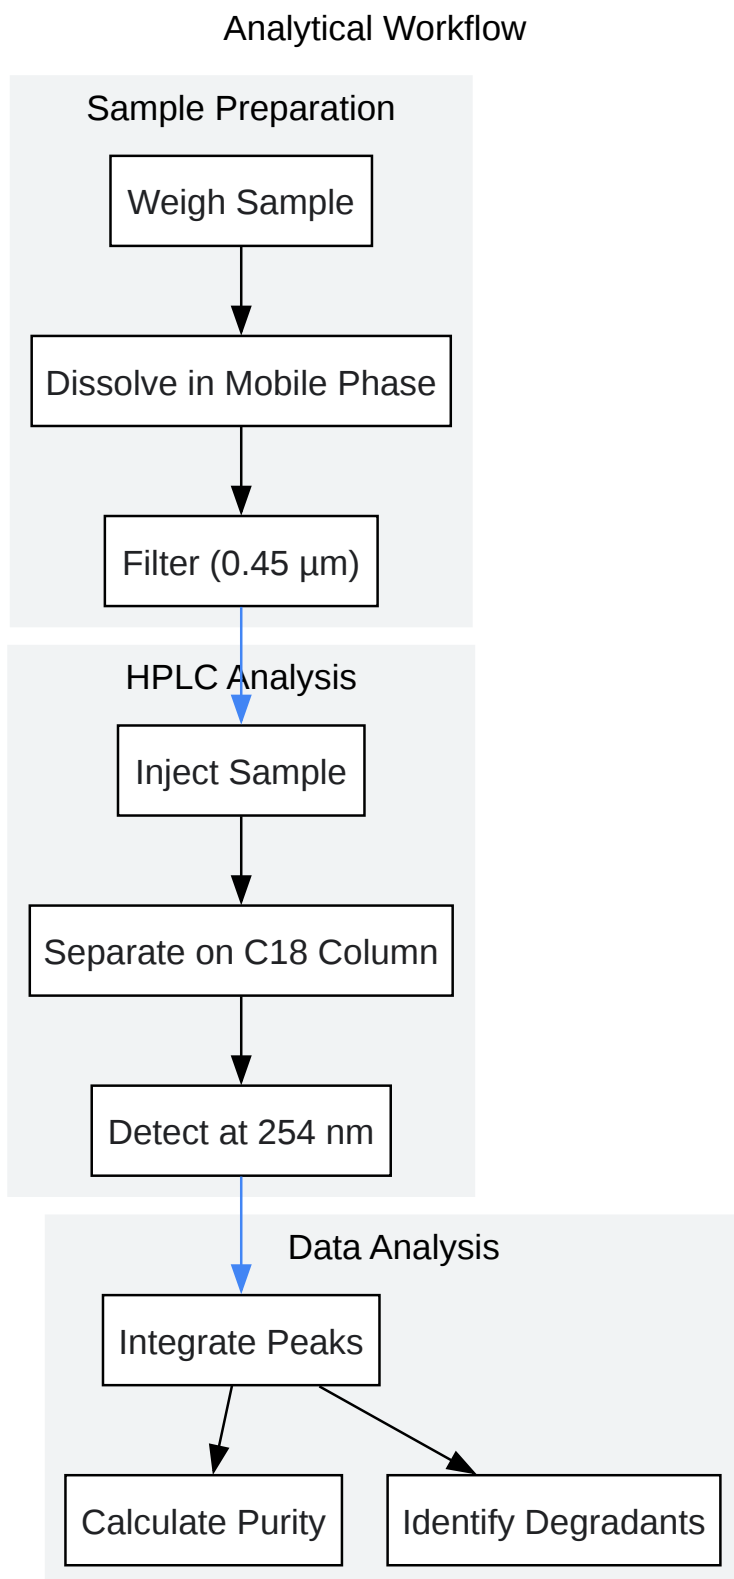 Analytical Workflow
Sample Preparation
Weigh Sample
Dissolve in Mobile Phase
Filter (0.45 µm)
HPLC Analysis
Inject Sample
Separate on C18 Column
Detect at 254 nm
Data Analysis
Integrate Peaks
Calculate Purity
Identify Degradants